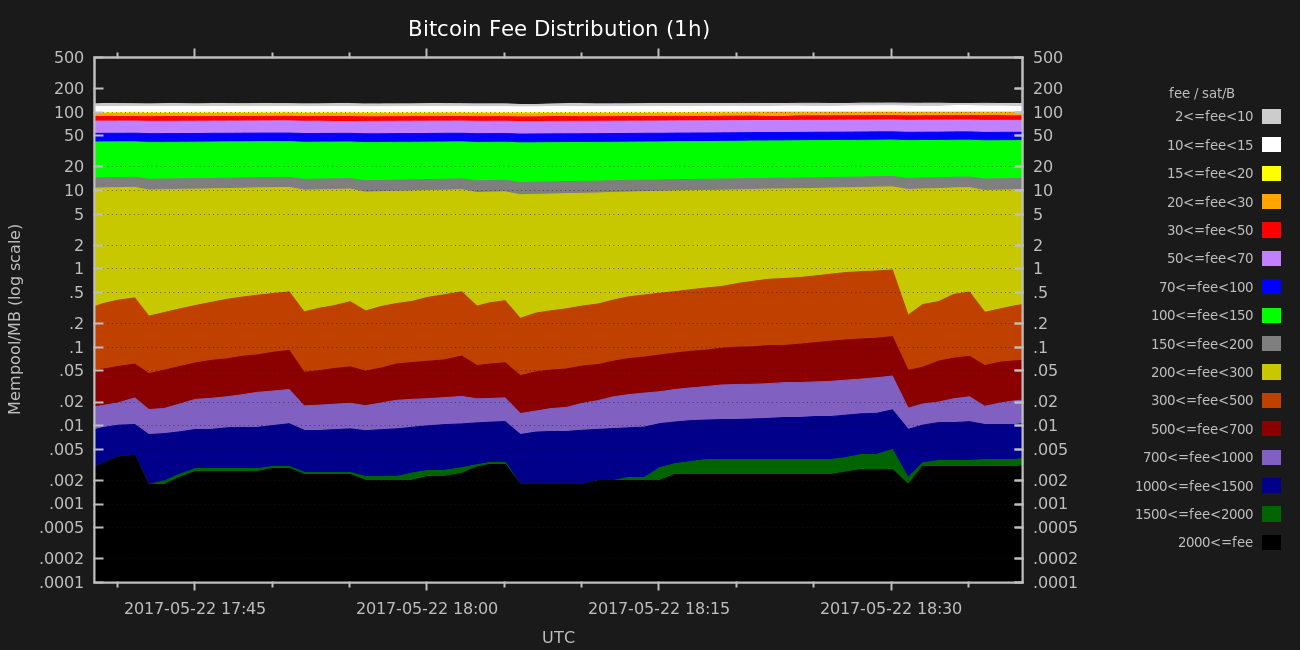 Bitcoin Fee Distribution (1h)
500 500
200 200
100 100
50 50
20 20
10 10
5 5
2 2
1 1
.5 .5
.2 .2
.1 .1
.05 .05
.02 .02
.01 .01
.005 .005
.002 .002
.001 .001
.0005 .0005
.0002 .0002
.0001 .0001
Mempool/MB (log scale)
2017-05-22 17:45 2017-05-22 18:00 2017-05-22 18:15 2017-05-22 18:30
UTC
fee / sat/B
2<=fee<10
10<=fee<15
15<=fee<20
20<=fee<30
30<=fee<50
50<=fee<70
70<=fee<100
100<=fee<150
150<=fee<200
200<=fee<300
300<=fee<500
500<=fee<700
700<=fee<1000
1000<=fee<1500
1500<=fee<2000
2000<=fee